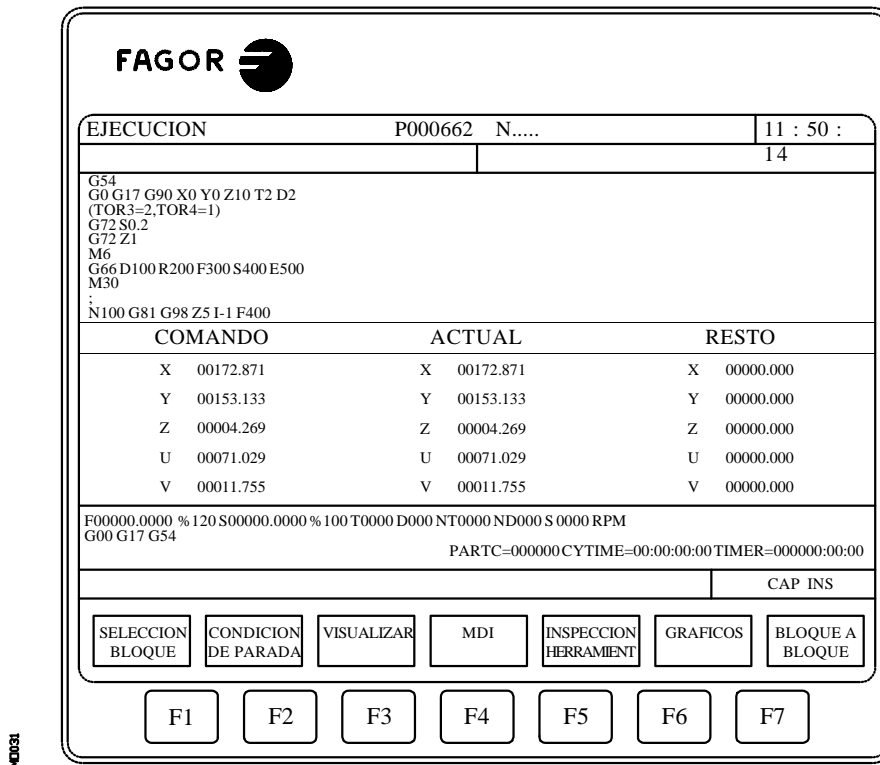 FAGOR
EJECUCION P000662 N..... 11 : 50 :
14
G54
G0 G17 G90 X0 Y0 Z10 T2 D2
(TOR3=2,TOR4=1)
G72 S0.2
G72 Z1
M6
G66 D100 R200 F300 S400 E500
M30
;
N100 G81 G98 Z5 I-1 F400
COMANDO ACTUAL RESTO
X 00172.871 X 00172.871 X 00000.000
Y 00153.133 Y 00153.133 Y 00000.000
Z 00004.269 Z 00004.269 Z 00000.000
U 00071.029 U 00071.029 U 00000.000
V 00011.755 V 00011.755 V 00000.000
F00000.0000 %120 S00000.0000 %100 T0000 D000 NT0000 ND000 S 0000 RPM
G00 G17 G54
PARTC=000000 CYTIME=00:00:00:00 TIMER=000000:00:00
CAP INS
SELECCION CONDICION VISUALIZAR MDI INSPECCION GRAFICOS BLOQUE A
BLOQUE DE PARADA HERRAMIENT BLOQUE
F1 F2 F3 F4 F5 F6 F7